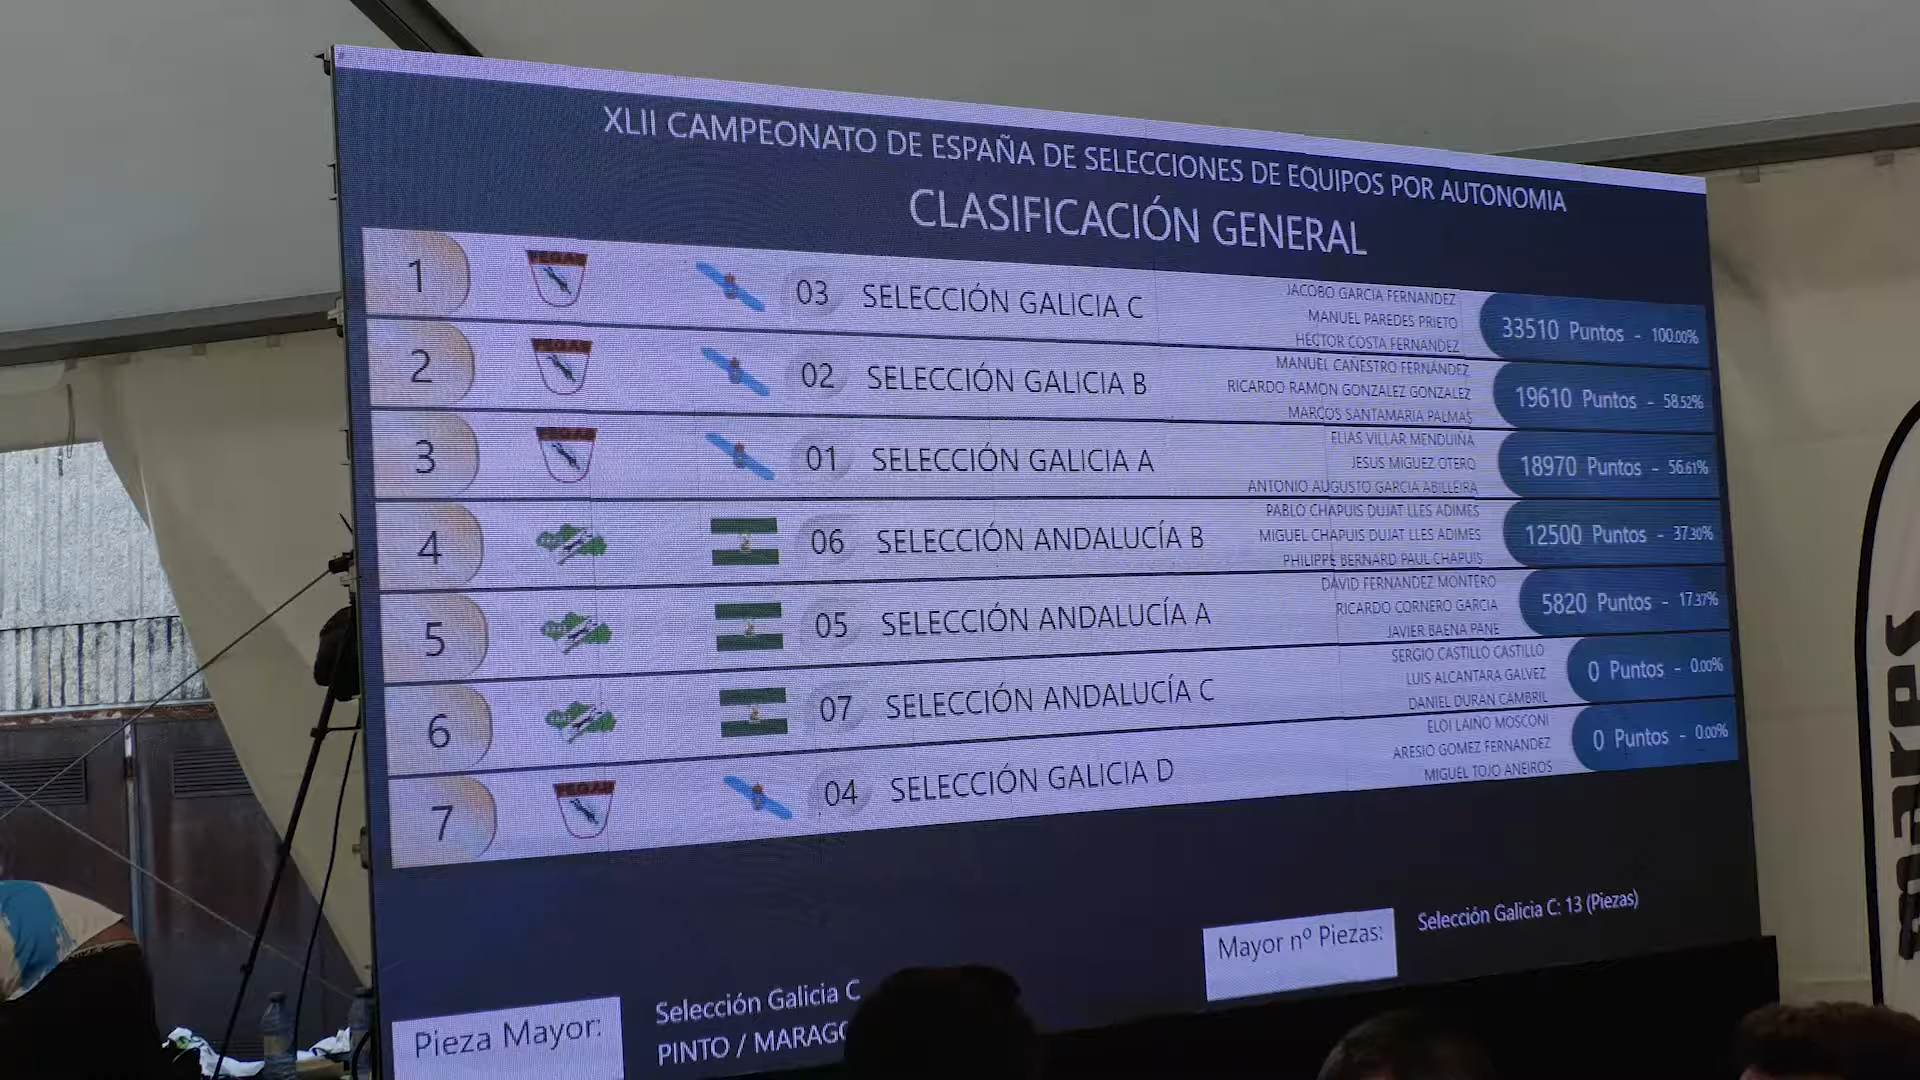 XLII CAMPEONATO DE ESPAÑA DE SELECCIONES DE EQUIPOS POR AUTONOMIA
CLASIFICACIÓN GENERAL
1 FEGAS 03 SELECCIÓN GALICIA C
JACOBO GARCIA FERNANDEZ
MANUEL PAREDES PRIETO
HECTOR COSTA FERNANDEZ
33510 Puntos - 100.00%
2 FEGAS 02 SELECCIÓN GALICIA B
MANUEL CAÑESTRO FERNÁNDEZ
RICARDO RAMON GONZALEZ GONZALEZ
MARCOS SANTAMARIA PALMAS
19610 Puntos - 58.52%
3 FEGAS 01 SELECCIÓN GALICIA A
ELIAS VILLAR MENDUIÑA
JESUS MIGUEZ OTERO
ANTONIO AUGUSTO GARCIA ABILLEIRA
18970 Puntos - 56.61%
4 06 SELECCIÓN ANDALUCÍA B
PABLO CHAPUIS DUJAT LLES ADIMES
MIGUEL CHAPUIS DUJAT LLES ADIMES
PHILIPPE BERNARD PAUL CHAPUIS
12500 Puntos - 37.30%
5 05 SELECCIÓN ANDALUCÍA A
DAVID FERNANDEZ MONTERO
RICARDO CORNERO GARCIA
JAVIER BAENA PANE
5820 Puntos - 17.37%
6 07 SELECCIÓN ANDALUCÍA C
SERGIO CASTILLO CASTILLO
LUIS ALCANTARA GALVEZ
DANIEL DURAN CAMBRIL
0 Puntos - 0.00%
7 FEGAS 04 SELECCIÓN GALICIA D
ELOI LAIÑO MOSCONI
ARESIO GOMEZ FERNANDEZ
MIGUEL TOJO ANEIROS
0 Puntos - 0.00%
Mayor nº Piezas: Selección Galicia C: 13 (Piezas)
Pieza Mayor: Selección Galicia C
PINTO / MARAGO
mares